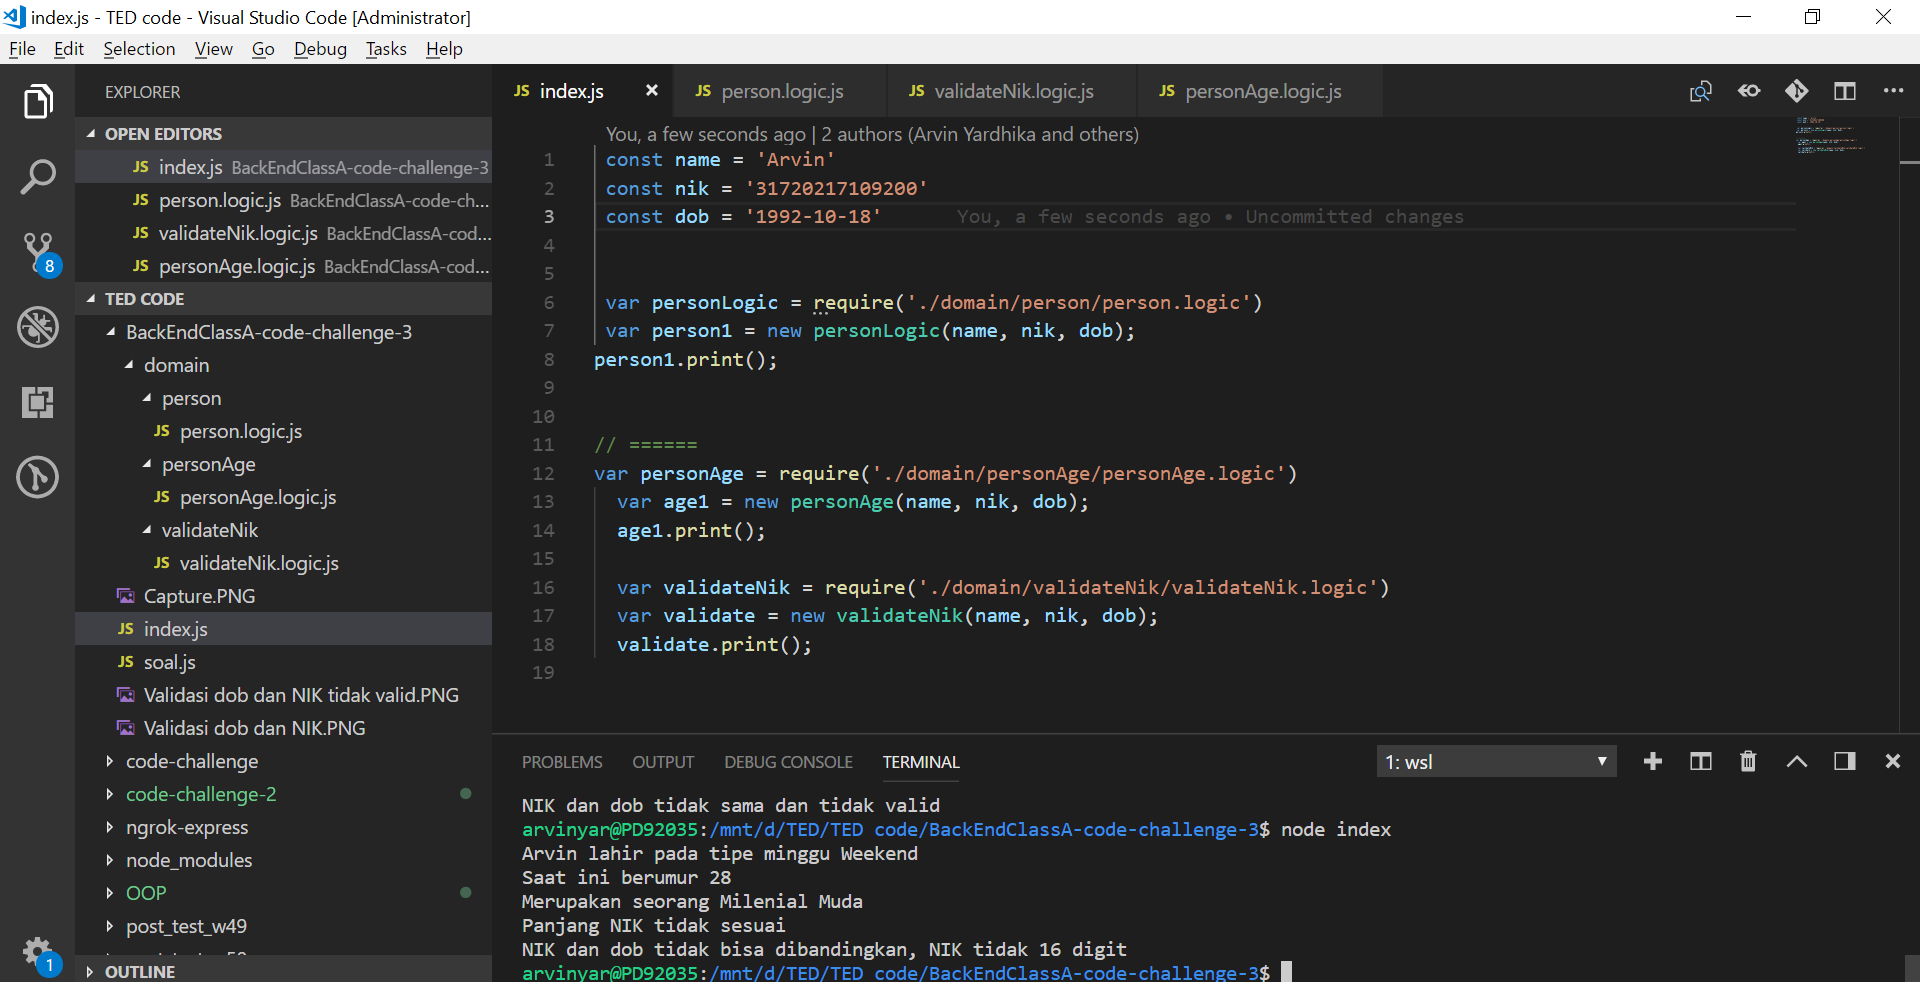 index.js - TED code - Visual Studio Code [Administrator]
File Edit Selection View Go Debug Tasks Help
EXPLORER
OPEN EDITORS
JS index.js BackEndClassA-code-challenge-3
JS person.logic.js BackEndClassA-code-ch...
JS validateNik.logic.js BackEndClassA-cod...
JS personAge.logic.js BackEndClassA-cod...
TED CODE
BackEndClassA-code-challenge-3
domain
person
JS person.logic.js
personAge
JS personAge.logic.js
validateNik
JS validateNik.logic.js
Capture.PNG
JS index.js
JS soal.js
Validasi dob dan NIK tidak valid.PNG
Validasi dob dan NIK.PNG
code-challenge
code-challenge-2
ngrok-express
node_modules
OOP
post_test_w49
OUTLINE
8
1
JS index.js JS person.logic.js JS validateNik.logic.js JS personAge.logic.js
You, a few seconds ago | 2 authors (Arvin Yardhika and others)
1 const name = 'Arvin'
2 const nik = '31720217109200'
3 const dob = '1992-10-18' You, a few seconds ago • Uncommitted changes
4
5
6 var personLogic = require('./domain/person/person.logic')
7 var person1 = new personLogic(name, nik, dob);
8 person1.print();
9
10
11 // ======
12 var personAge = require('./domain/personAge/personAge.logic')
13 var age1 = new personAge(name, nik, dob);
14 age1.print();
15
16 var validateNik = require('./domain/validateNik/validateNik.logic')
17 var validate = new validateNik(name, nik, dob);
18 validate.print();
19
PROBLEMS OUTPUT DEBUG CONSOLE TERMINAL 1: wsl
NIK dan dob tidak sama dan tidak valid
arvinyar@PD92035:/mnt/d/TED/TED code/BackEndClassA-code-challenge-3$ node index
Arvin lahir pada tipe minggu Weekend
Saat ini berumur 28
Merupakan seorang Milenial Muda
Panjang NIK tidak sesuai
NIK dan dob tidak bisa dibandingkan, NIK tidak 16 digit
arvinyar@PD92035:/mnt/d/TED/TED code/BackEndClassA-code-challenge-3$